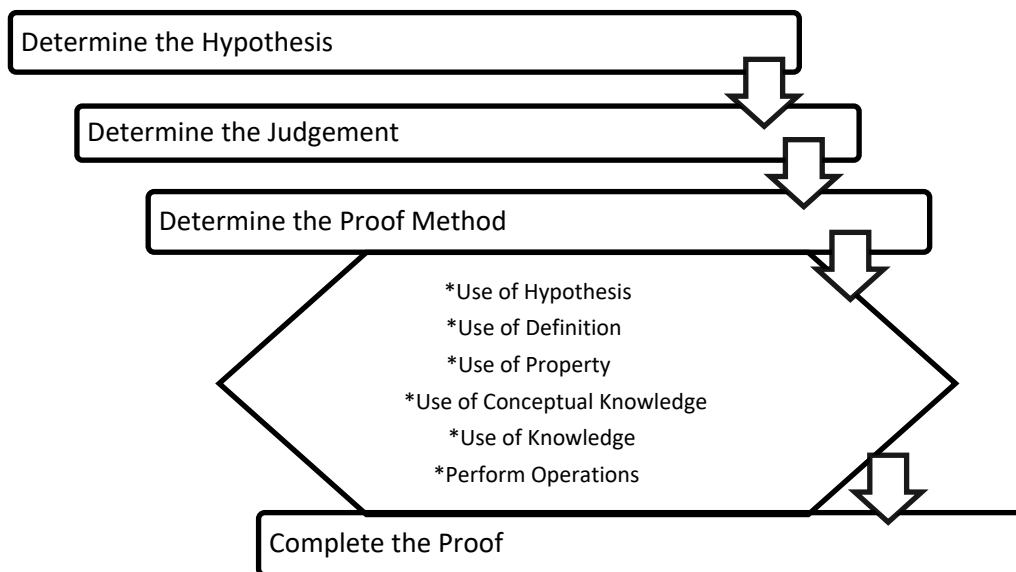 Determine the Hypothesis
Determine the Judgement
Determine the Proof Method
*Use of Hypothesis
*Use of Definition
*Use of Property
*Use of Conceptual Knowledge
*Use of Knowledge
*Perform Operations
Complete the Proof